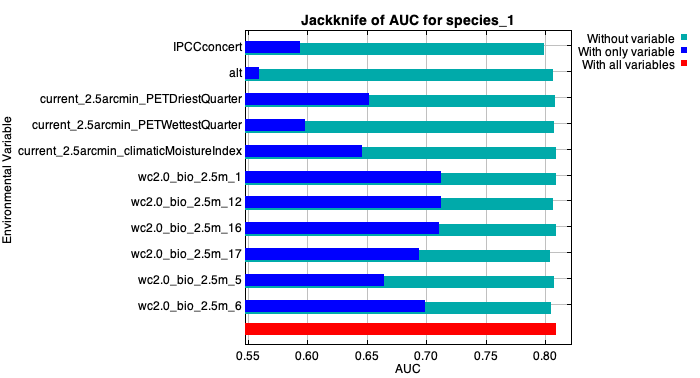 Jackknife of AUC for species_1
Without variable
With only variable
With all variables
Environmental Variable
IPCCconcert
alt
current_2.5arcmin_PETDriestQuarter
current_2.5arcmin_PETWettestQuarter
current_2.5arcmin_climaticMoistureIndex
wc2.0_bio_2.5m_1
wc2.0_bio_2.5m_12
wc2.0_bio_2.5m_16
wc2.0_bio_2.5m_17
wc2.0_bio_2.5m_5
wc2.0_bio_2.5m_6
0.55 0.60 0.65 0.70 0.75 0.80
AUC